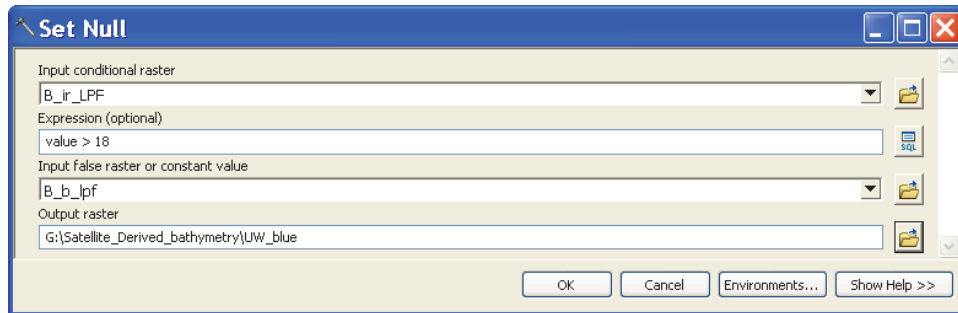 Set Null
Input conditional raster
B_ir_LPF
Expression (optional)
value > 18
SQL
Input false raster or constant value
B_b_lpf
Output raster
G:\Satellite_Derived_bathymetry\UW_blue
OK Cancel Environments... Show Help >>